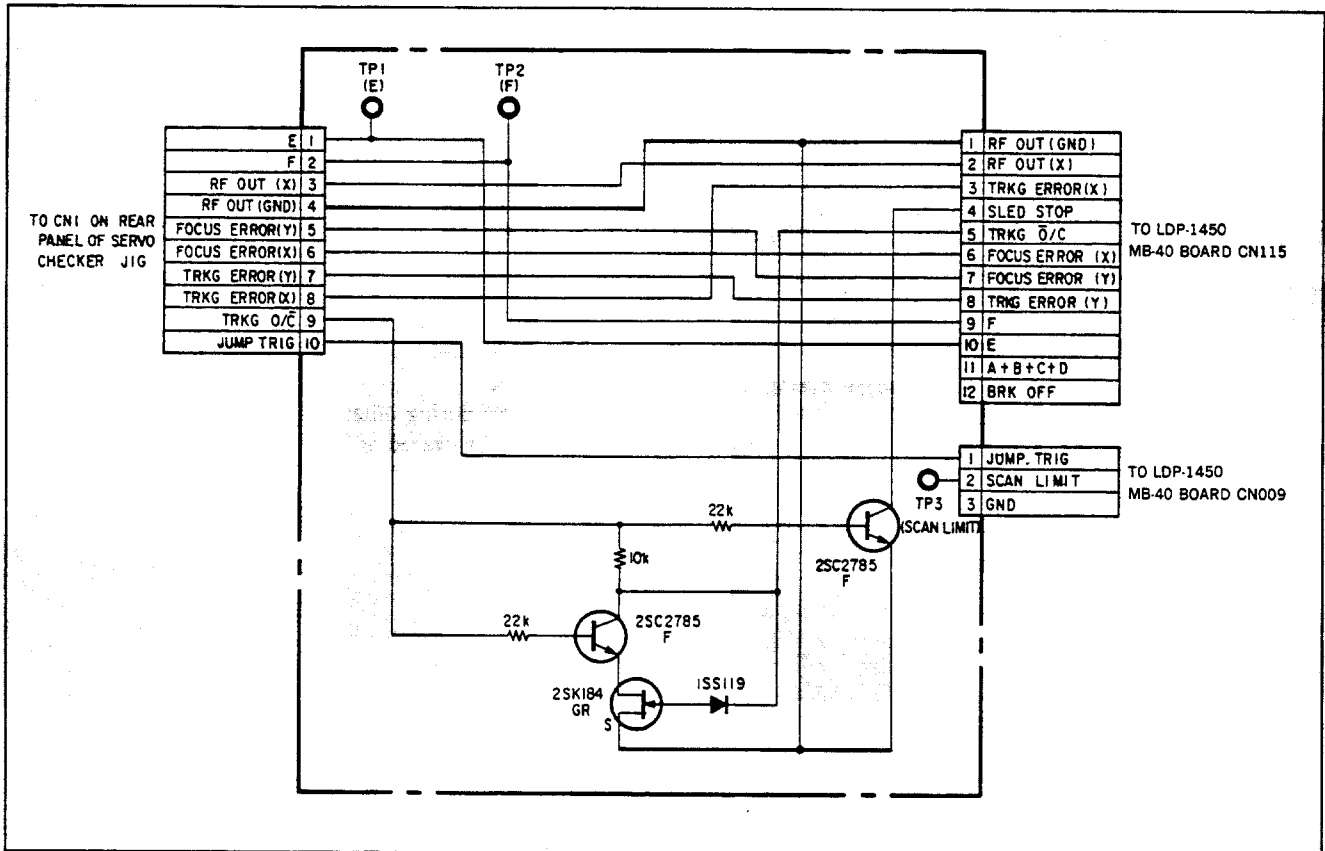 TP1
(E)
TP2
(F)
TO CN1 ON REAR
PANEL OF SERVO
CHECKER JIG
E 1
F 2
RF OUT (X) 3
RF OUT (GND) 4
FOCUS ERROR(Y) 5
FOCUS ERROR(X) 6
TRKG ERROR(Y) 7
TRKG ERROR(X) 8
TRKG O/C̅ 9
JUMP TRIG 10
1 RF OUT (GND)
2 RF OUT (X)
3 TRKG ERROR(X)
4 SLED STOP
5 TRKG O̅/C
6 FOCUS ERROR (X)
7 FOCUS ERROR (Y)
8 TRKG ERROR (Y)
9 F
10 E
11 A+B+C+D
12 BRK OFF
TO LDP-1450
MB-40 BOARD CN115
1 JUMP. TRIG
2 SCAN LIMIT
3 GND
TO LDP-1450
MB-40 BOARD CN009
TP3
(SCAN LIMIT)
22k
2SC2785
F
10k
22k
2SC2785
F
2SK184
GR
S
1SS119